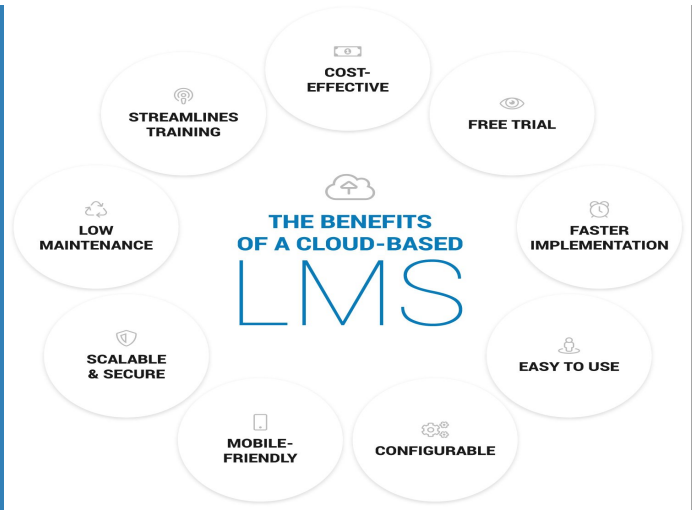 COST-
EFFECTIVE
FREE TRIAL
FASTER
IMPLEMENTATION
EASY TO USE
CONFIGURABLE
MOBILE-
FRIENDLY
SCALABLE
& SECURE
LOW
MAINTENANCE
STREAMLINES
TRAINING
THE BENEFITS
OF A CLOUD-BASED
LMS